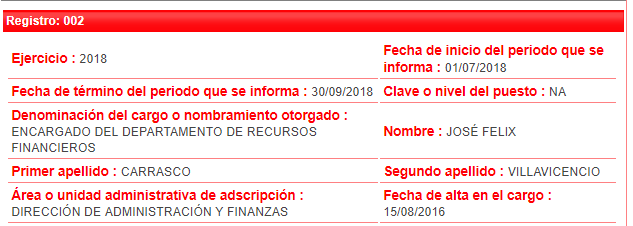 Registro: 002
Ejercicio : 2018
Fecha de inicio del periodo que se
informa : 01/07/2018
Fecha de término del periodo que se informa : 30/09/2018
Clave o nivel del puesto : NA
Denominación del cargo o nombramiento otorgado :
ENCARGADO DEL DEPARTAMENTO DE RECURSOS
FINANCIEROS
Nombre : JOSÉ FELIX
Primer apellido : CARRASCO
Segundo apellido : VILLAVICENCIO
Área o unidad administrativa de adscripción :
DIRECCIÓN DE ADMINISTRACIÓN Y FINANZAS
Fecha de alta en el cargo :
15/08/2016